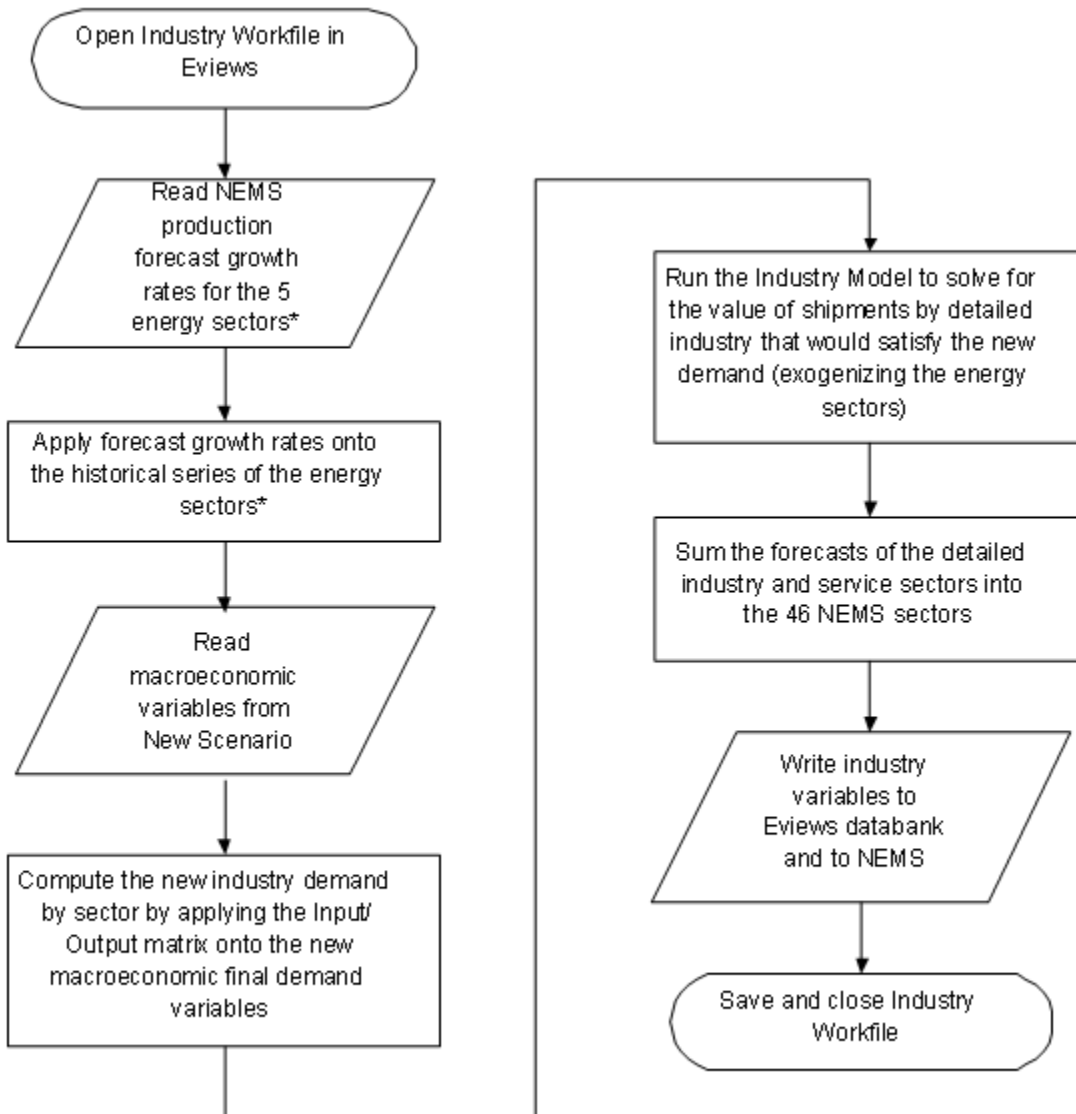 Open Industry Workfile in
Eviews
Read NEMS
production
forecast growth
rates for the 5
energy sectors*
Apply forecast growth rates onto
the historical series of the energy
sectors*
Read
macroeconomic
variables from
New Scenario
Compute the new industry demand
by sector by applying the Input/
Output matrix onto the new
macroeconomic final demand
variables
Run the Industry Model to solve for
the value of shipments by detailed
industry that would satisfy the new
demand (exogenizing the energy
sectors)
Sum the forecasts of the detailed
industry and service sectors into
the 46 NEMS sectors
Write industry
variables to
Eviews databank
and to NEMS
Save and close Industry
Workfile